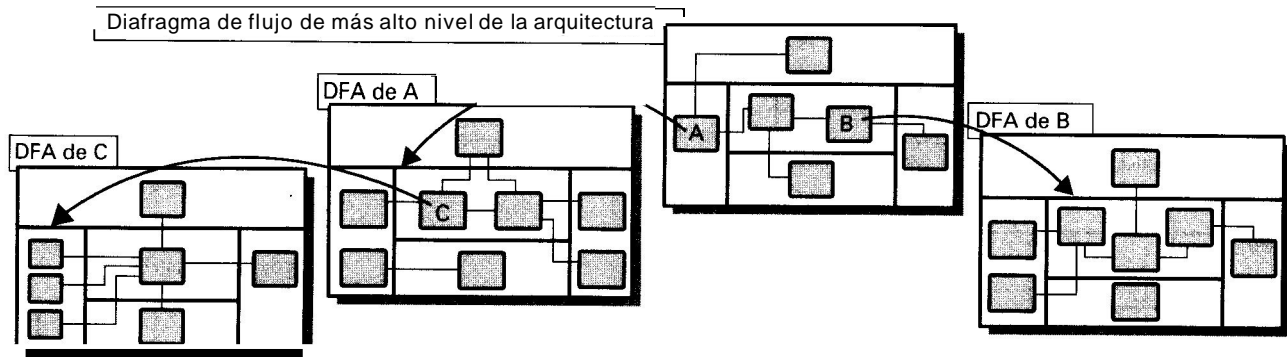 Diafragma de flujo de más alto nivel de la arquitectura
DFA de A
DFA de B
DFA de C
A
B
C